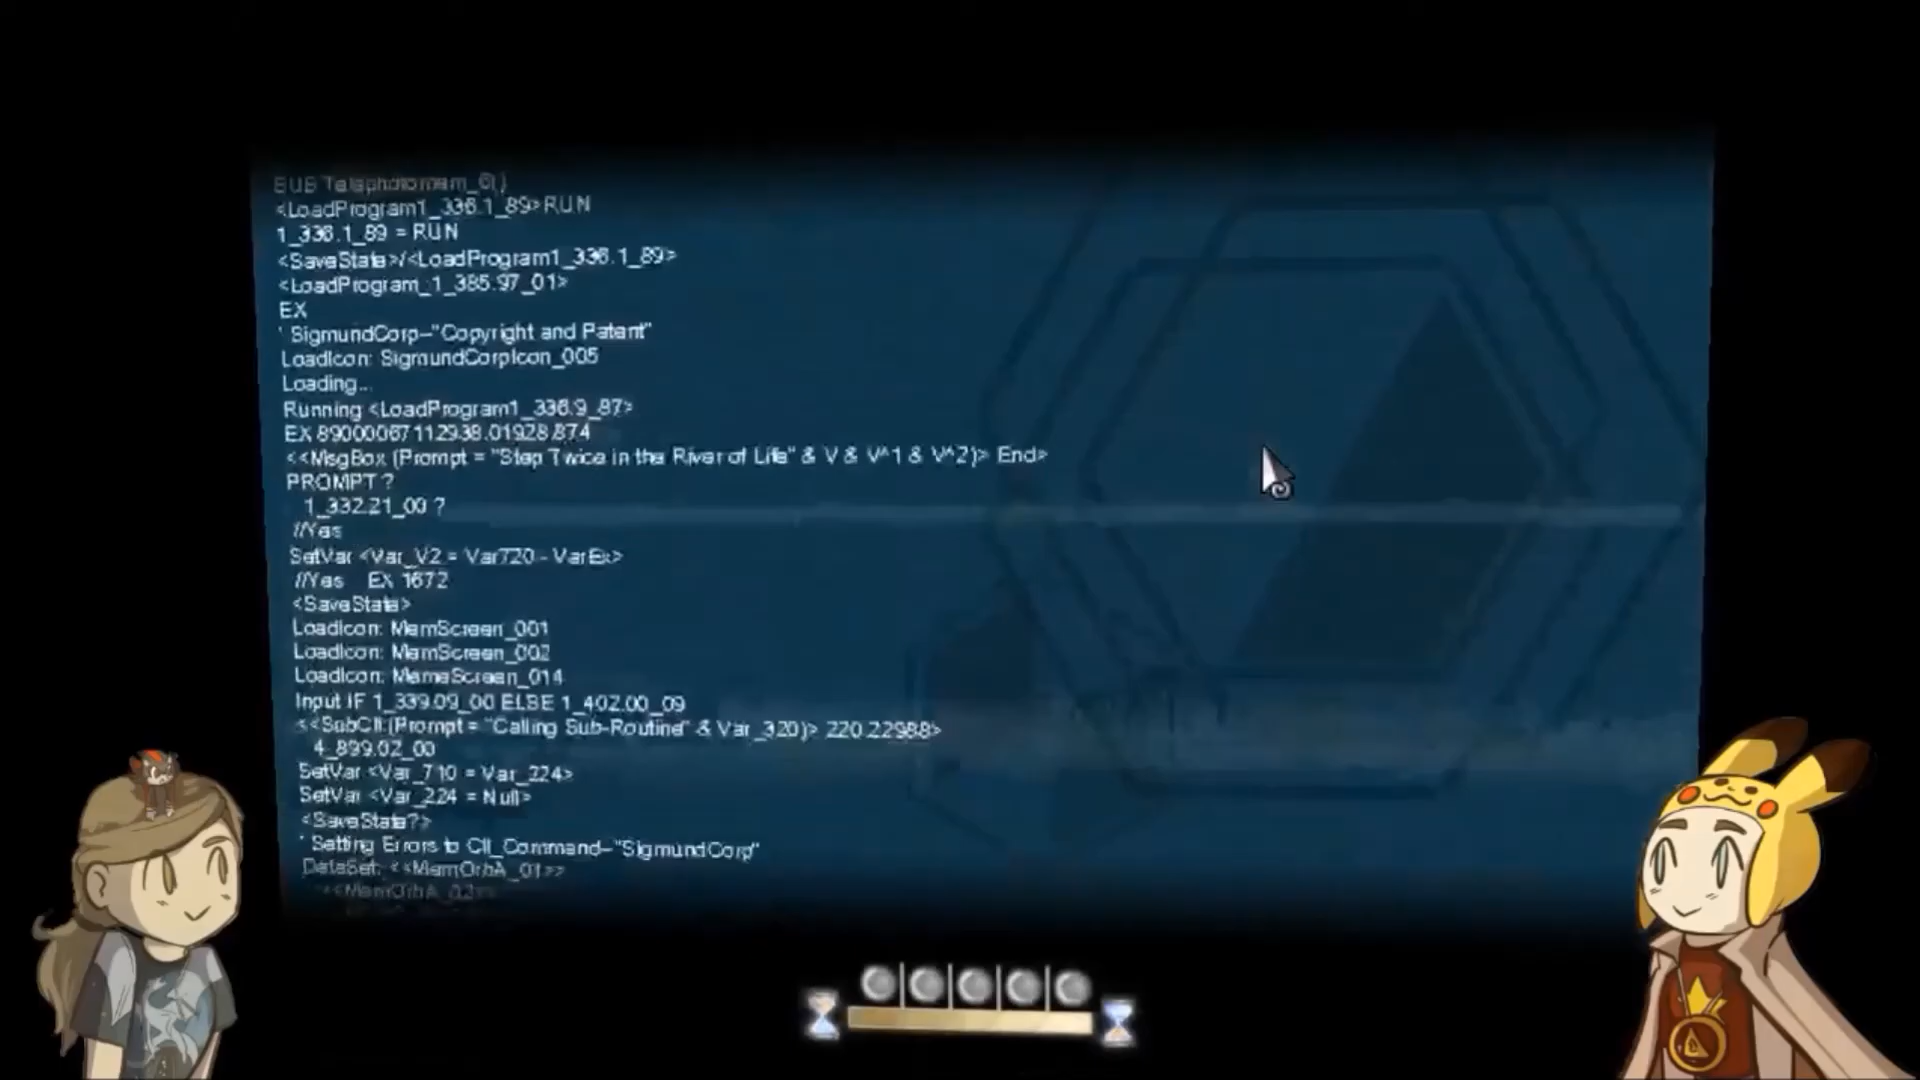 <LoadProgram1_336.1_89>RUN
1_336.1_89 = RUN
<SaveState>/<LoadProgram1_336.1_89>
<LoadProgram_1_385.97_01>
EX
' SigmundCorp--"Copyright and Patent"
LoadIcon: SigmundCorpIcon_005
Loading...
Running <LoadProgram1_336.9_87>
EX 89000067112938.01928.874
<<MsgBox (Prompt = "Step Twice in the River of Life" & V & V^1 & V^2)> End>
PROMPT ?
1_332.21_00 ?
//Yes
SetVar <Var_V2 = Var720 - VarEx>
//Yes    EX 1672
<SaveState>
LoadIcon: MemScreen_001
LoadIcon: MemScreen_002
LoadIcon: MemeScreen_014
Input IF 1_339.09_00 ELSE 1_402.00_09
<<SubCll (Prompt = "Calling Sub-Routine" & Var_320)> 220.22988>
4_899.02_00
SetVar <Var_710 = Var_224>
SetVar <Var_224 = Null>
<SaveState?>
' Setting Errors to Cll_Command--"SigmundCorp"
DataSet: <<MemOrbA_01>>